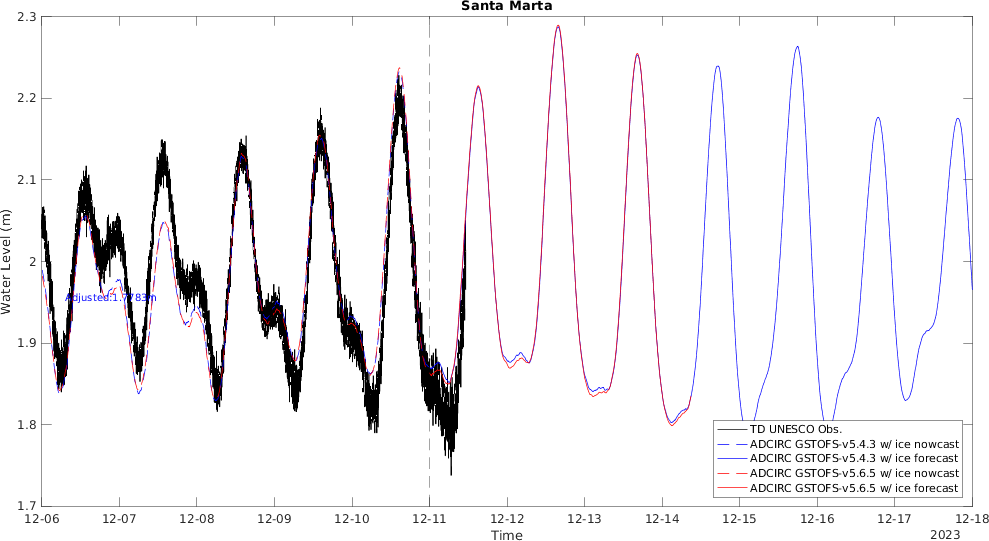 Santa Marta
2.3
2.2
2.1
2
1.9
1.8
1.7
Water Level (m)
Adjusted:1.7783m
TD UNESCO Obs.
ADCIRC GSTOFS-v5.4.3 w/ ice nowcast
ADCIRC GSTOFS-v5.4.3 w/ ice forecast
ADCIRC GSTOFS-v5.6.5 w/ ice nowcast
ADCIRC GSTOFS-v5.6.5 w/ ice forecast
12-06 12-07 12-08 12-09 12-10 12-11 12-12 12-13 12-14 12-15 12-16 12-17 12-18
Time
2023